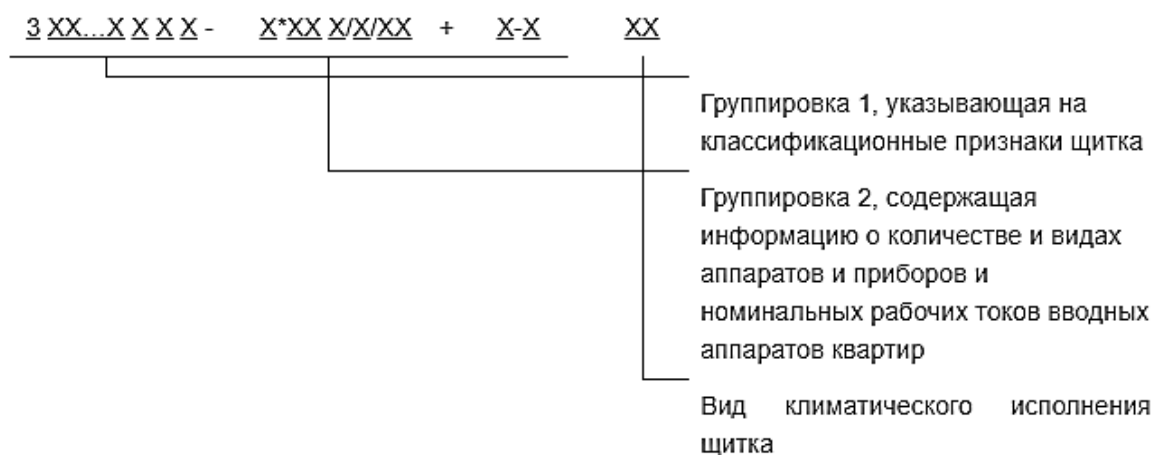 3 XX...X X X X - X*XX X/X/XX + X-X XX
Группировка 1, указывающая на
классификационные признаки щитка
Группировка 2, содержащая
информацию о количестве и видах
аппаратов и приборов и
номинальных рабочих токов вводных
аппаратов квартир
Вид климатического исполнения
щитка